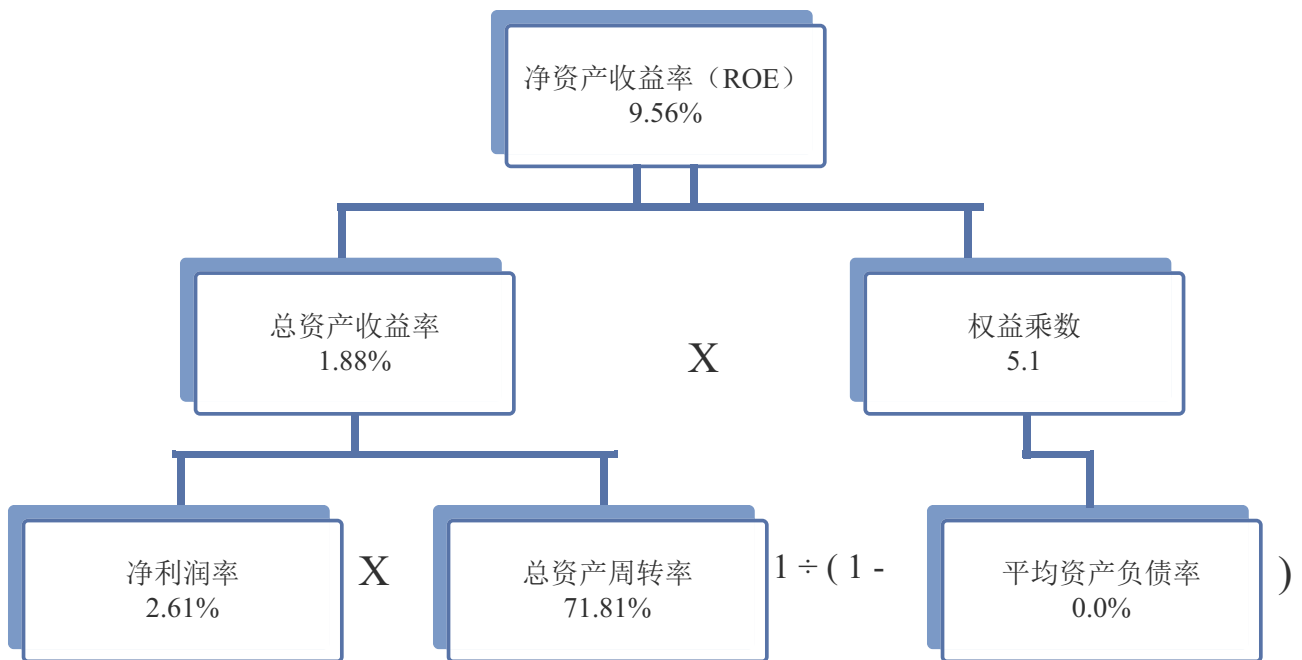 净资产收益率（ROE）
9.56%
总资产收益率
1.88%
X
权益乘数
5.1
净利润率
2.61%
X
总资产周转率
71.81%
1 ÷ ( 1 -
平均资产负债率
0.0%
)